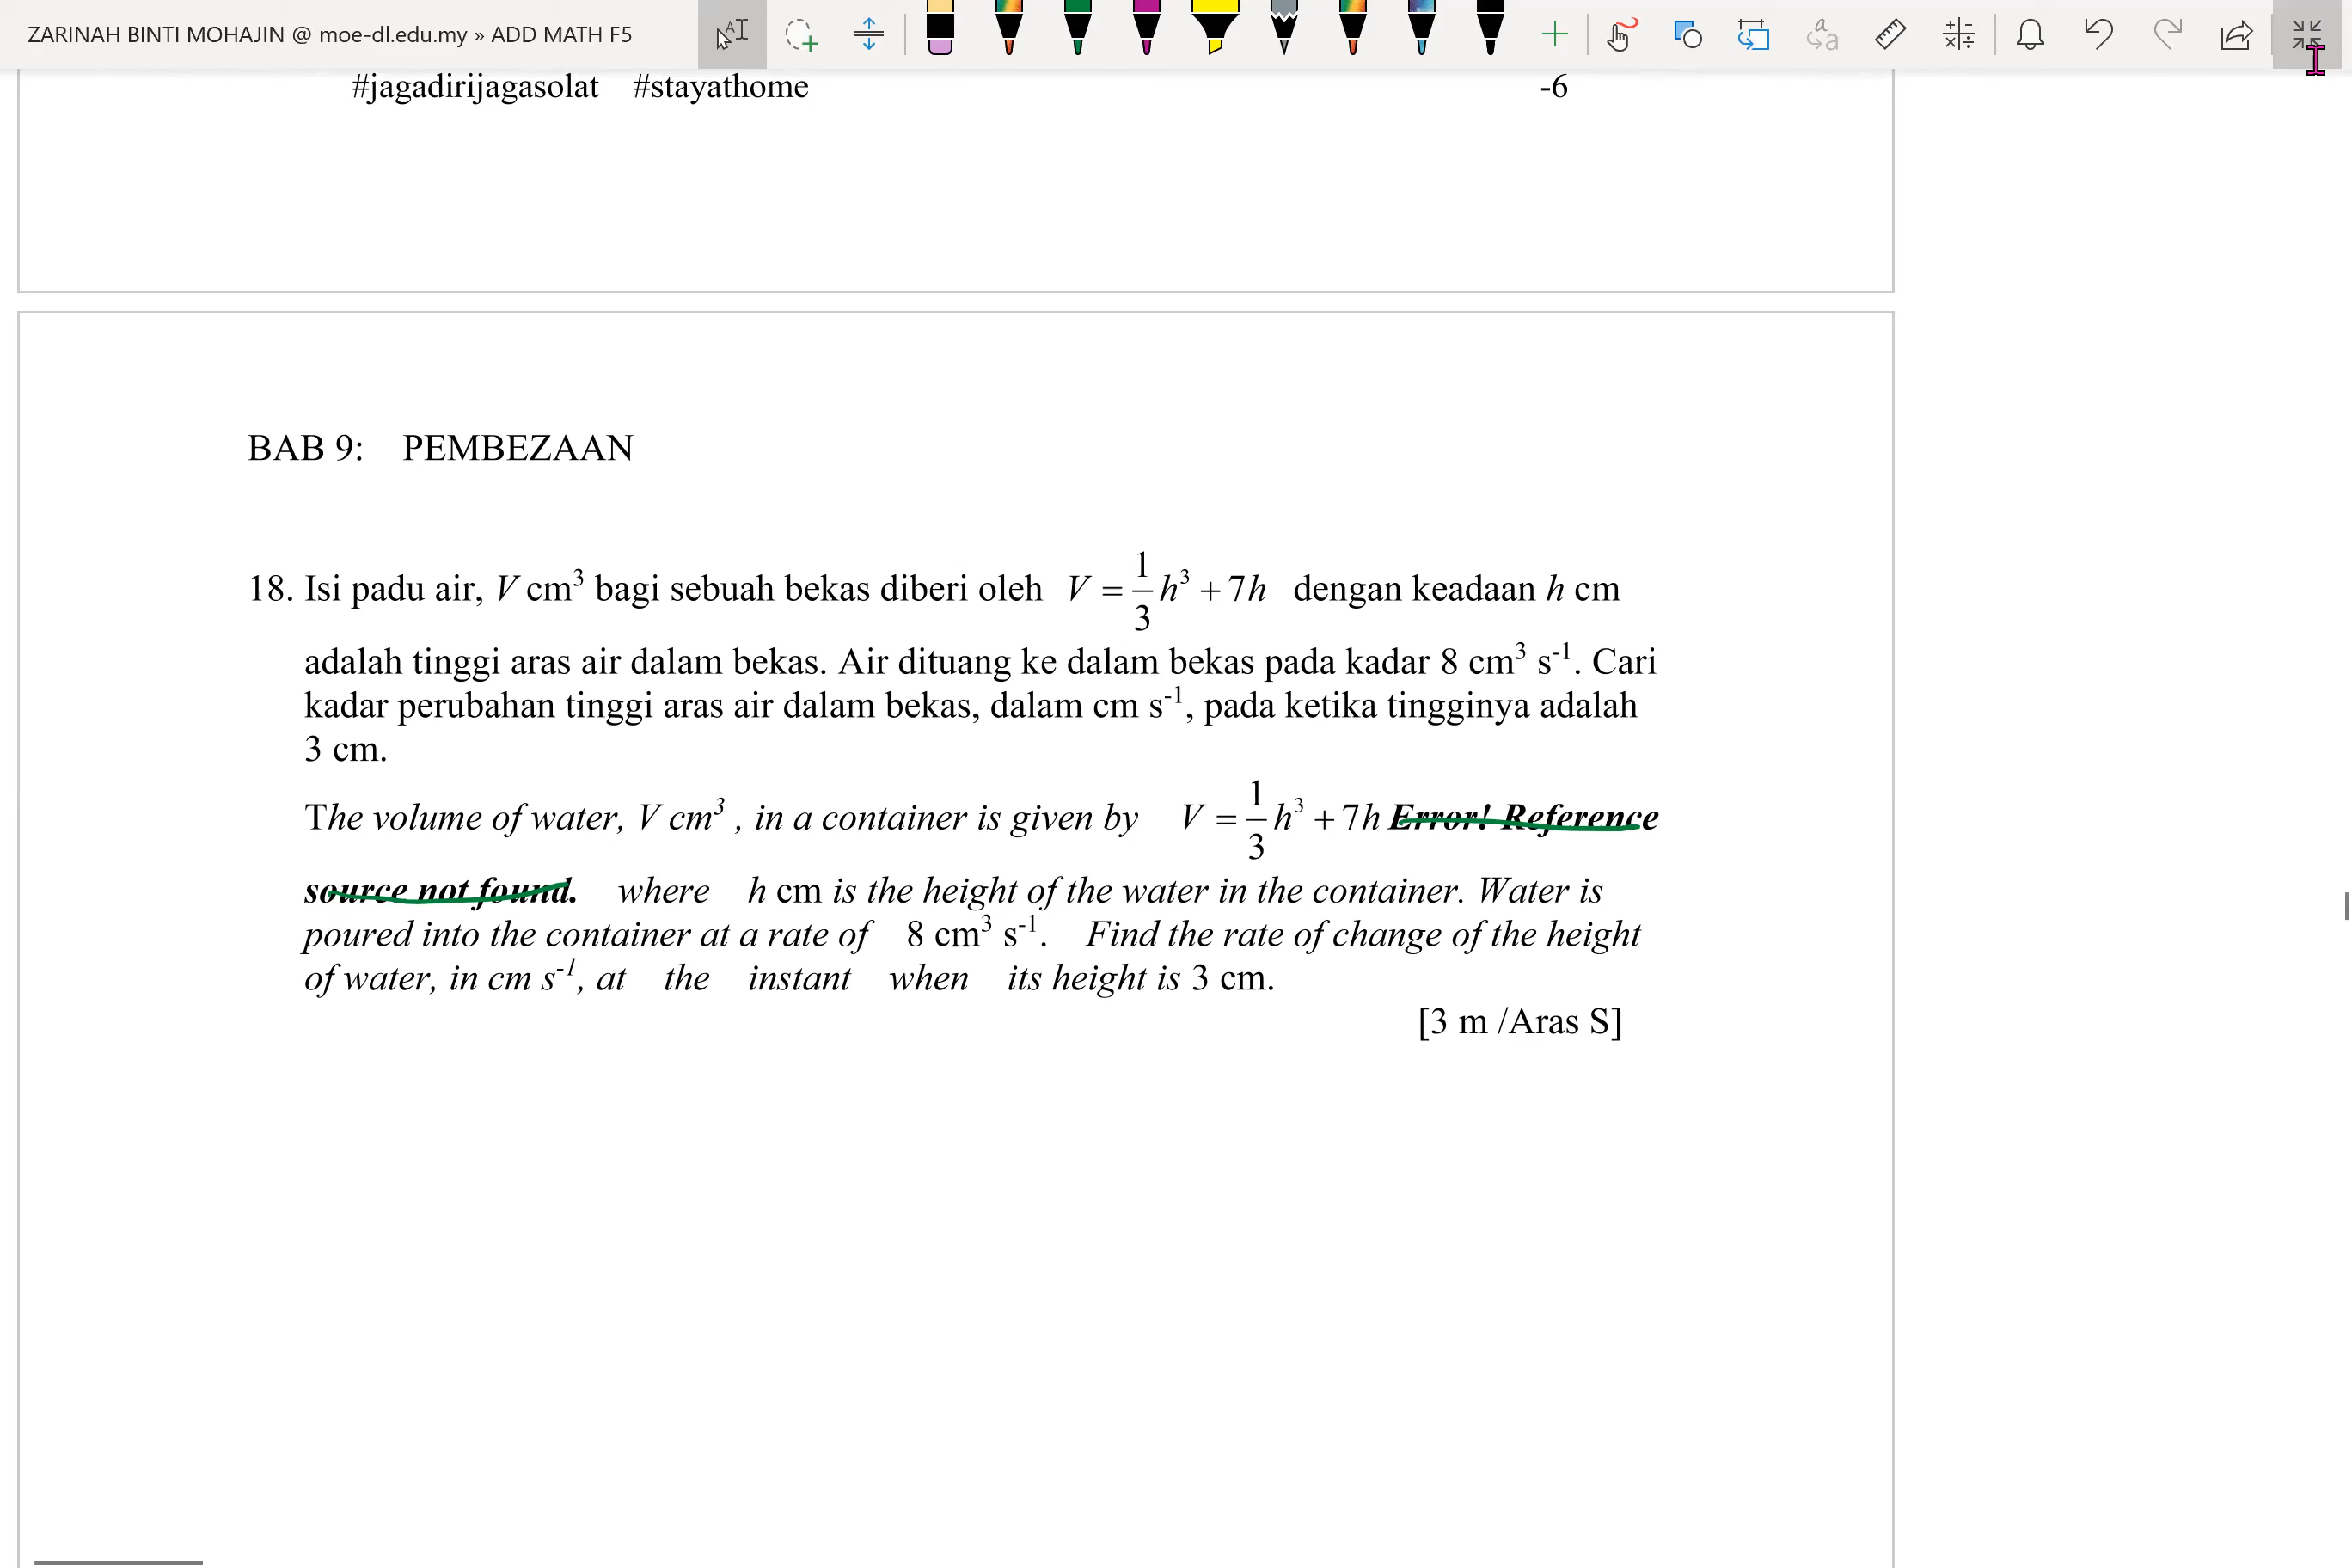 ZARINAH BINTI MOHAJIN @ moe-dl.edu.my » ADD MATH F5
#jagadirijagasolat #stayathome -6
BAB 9: PEMBEZAAN
18. Isi padu air, V cm³ bagi sebuah bekas diberi oleh V = 1/3 h³ + 7h dengan keadaan h cm
adalah tinggi aras air dalam bekas. Air dituang ke dalam bekas pada kadar 8 cm³ s⁻¹. Cari
kadar perubahan tinggi aras air dalam bekas, dalam cm s⁻¹, pada ketika tingginya adalah
3 cm.
The volume of water, V cm³ , in a container is given by V = 1/3 h³ + 7h Error! Reference
source not found. where h cm is the height of the water in the container. Water is
poured into the container at a rate of 8 cm³ s⁻¹. Find the rate of change of the height
of water, in cm s⁻¹, at the instant when its height is 3 cm.
[3 m /Aras S]